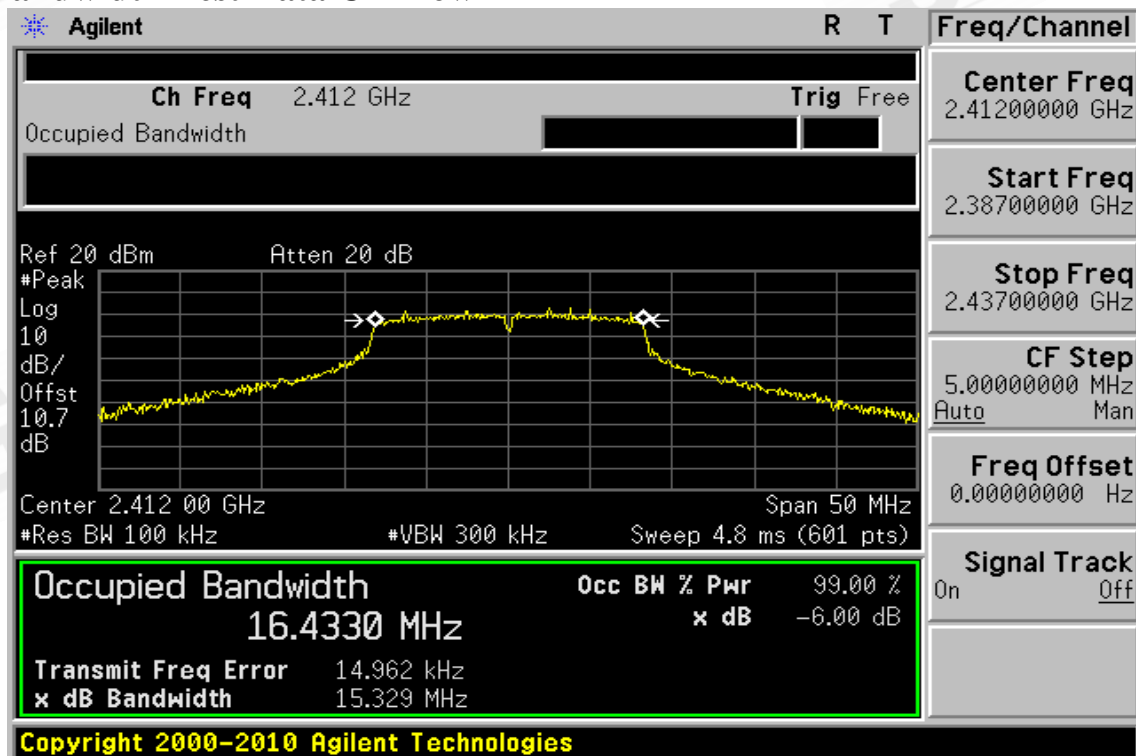 Agilent R T
Freq/Channel
Ch Freq 2.412 GHz Trig Free
Occupied Bandwidth
Center Freq
2.41200000 GHz
Start Freq
2.38700000 GHz
Stop Freq
2.43700000 GHz
CF Step
5.00000000 MHz
Auto Man
Freq Offset
0.00000000 Hz
Signal Track
On Off
Ref 20 dBm Atten 20 dB
#Peak
Log
10
dB/
Offst
10.7
dB
Center 2.412 00 GHz Span 50 MHz
#Res BW 100 kHz #VBW 300 kHz Sweep 4.8 ms (601 pts)
Occupied Bandwidth
16.4330 MHz
Occ BW % Pwr 99.00 %
x dB -6.00 dB
Transmit Freq Error 14.962 kHz
x dB Bandwidth 15.329 MHz
Copyright 2000-2010 Agilent Technologies